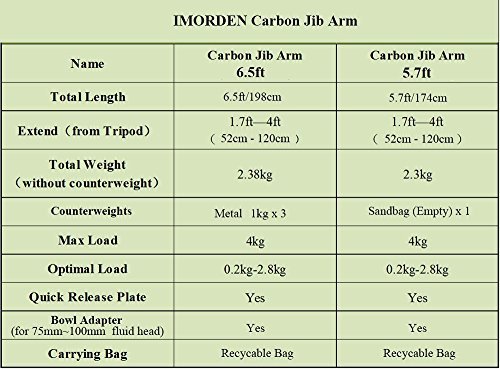 IMORDEN Carbon Jib Arm
Name
Carbon Jib Arm
6.5ft
Carbon Jib Arm
5.7ft
Total Length
6.5ft/198cm
5.7ft/174cm
Extend（from Tripod）
1.7ft—4ft
( 52cm - 120cm )
1.7ft—4ft
( 52cm - 120cm )
Total Weight
（without counterweight）
2.38kg
2.3kg
Counterweights
Metal 1kg x 3
Sandbag (Empty) x 1
Max Load
4kg
4kg
Optimal Load
0.2kg-2.8kg
0.2kg-2.8kg
Quick Release Plate
Yes
Yes
Bowl Adapter
(for 75mm~100mm fluid head)
Yes
Yes
Carrying Bag
Recycable Bag
Recycable Bag